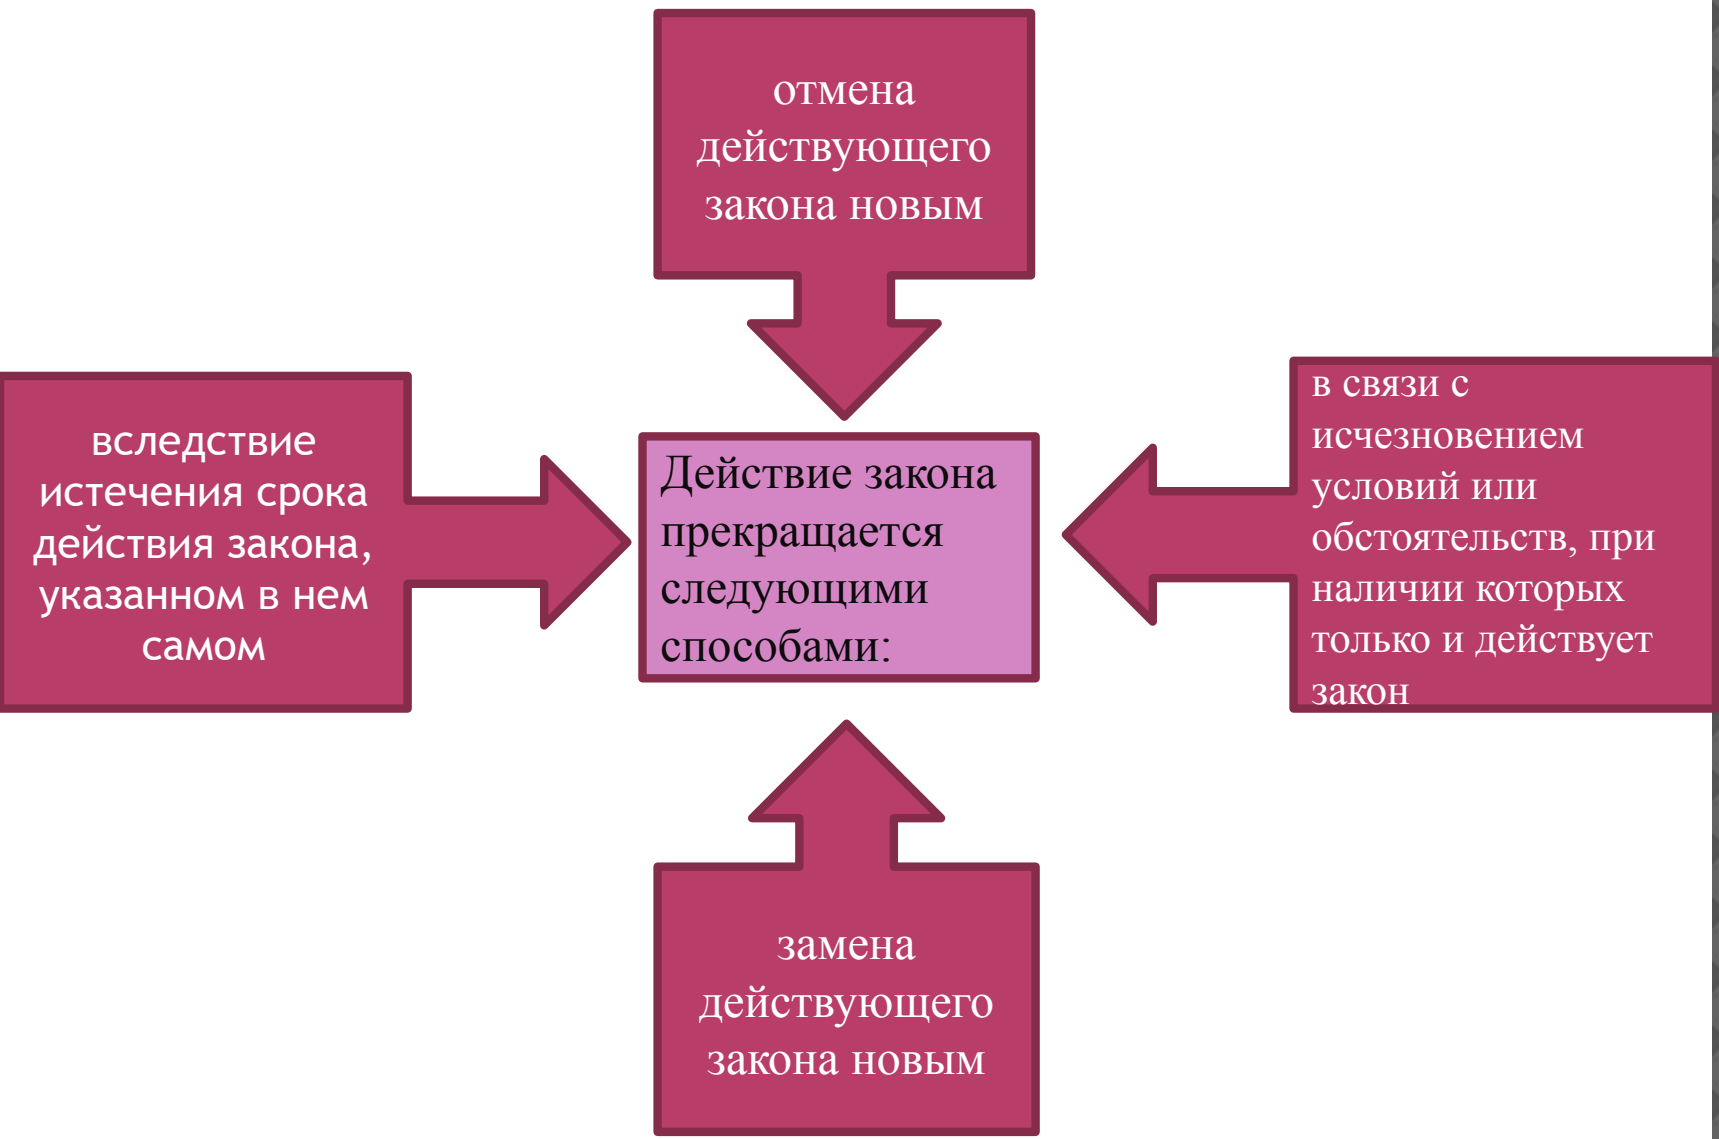 отмена
действующего
закона новым
вследствие
истечения срока
действия закона,
указанном в нем
самом
Действие закона
прекращается
следующими
способами:
в связи с
исчезновением
условий или
обстоятельств, при
наличии которых
только и действует
закон
замена
действующего
закона новым